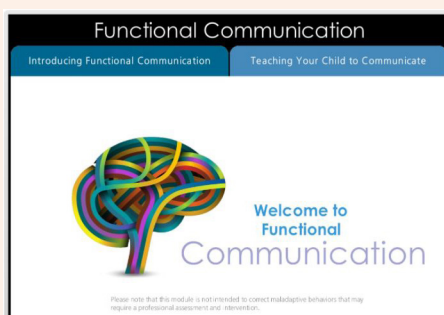 Functional Communication
Introducing Functional Communication
Teaching Your Child to Communicate
Welcome to
Functional
Communication
Please note that this module is not intended to correct maladaptive behaviors that may
require a professional assessment and intervention.